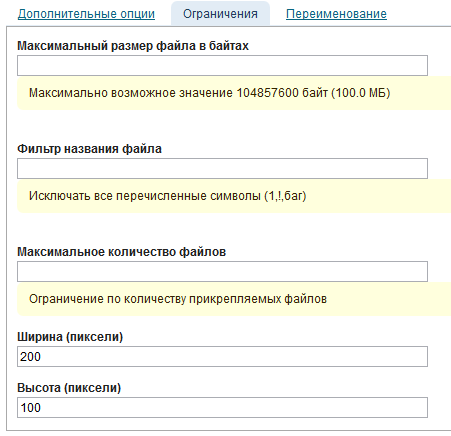 Дополнительные опции Ограничения Переименование
Максимальный размер файла в байтах
Максимально возможное значение 104857600 байт (100.0 МБ)
Фильтр названия файла
Исключать все перечисленные символы (1,!,баг)
Максимальное количество файлов
Ограничение по количеству прикрепляемых файлов
Ширина (пиксели)
200
Высота (пиксели)
100